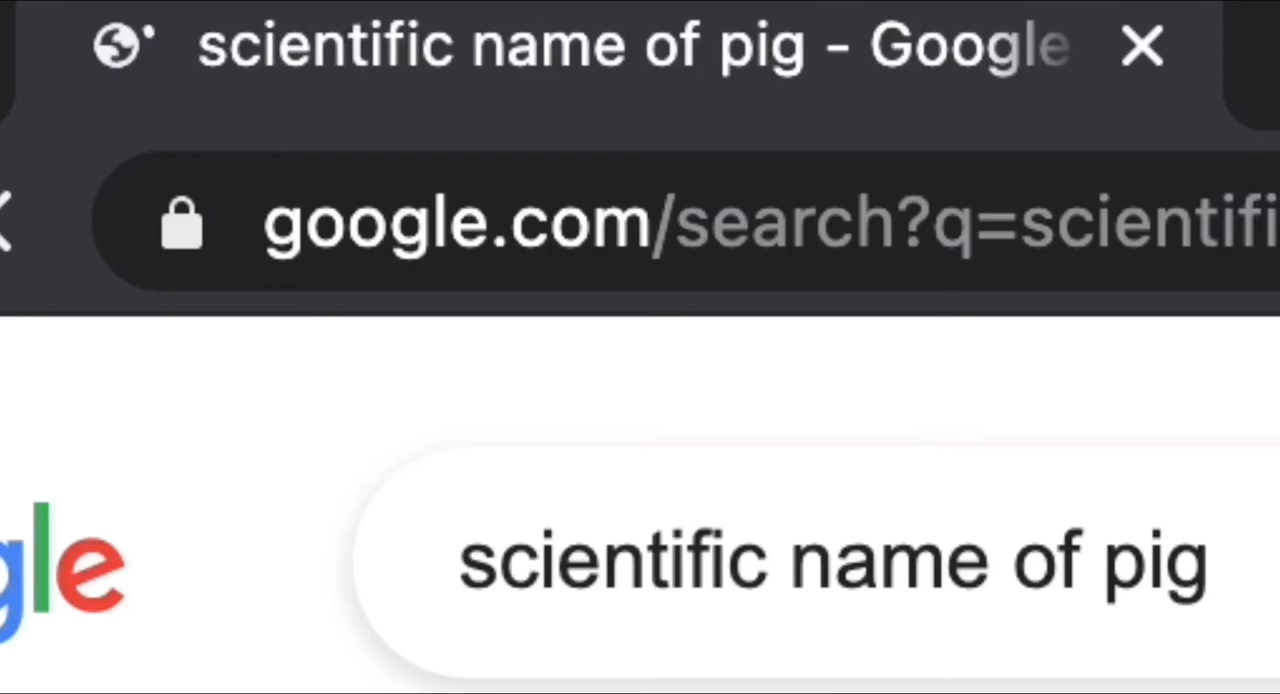 scientific name of pig - Google
google.com/search?q=scientifi
gle
scientific name of pig